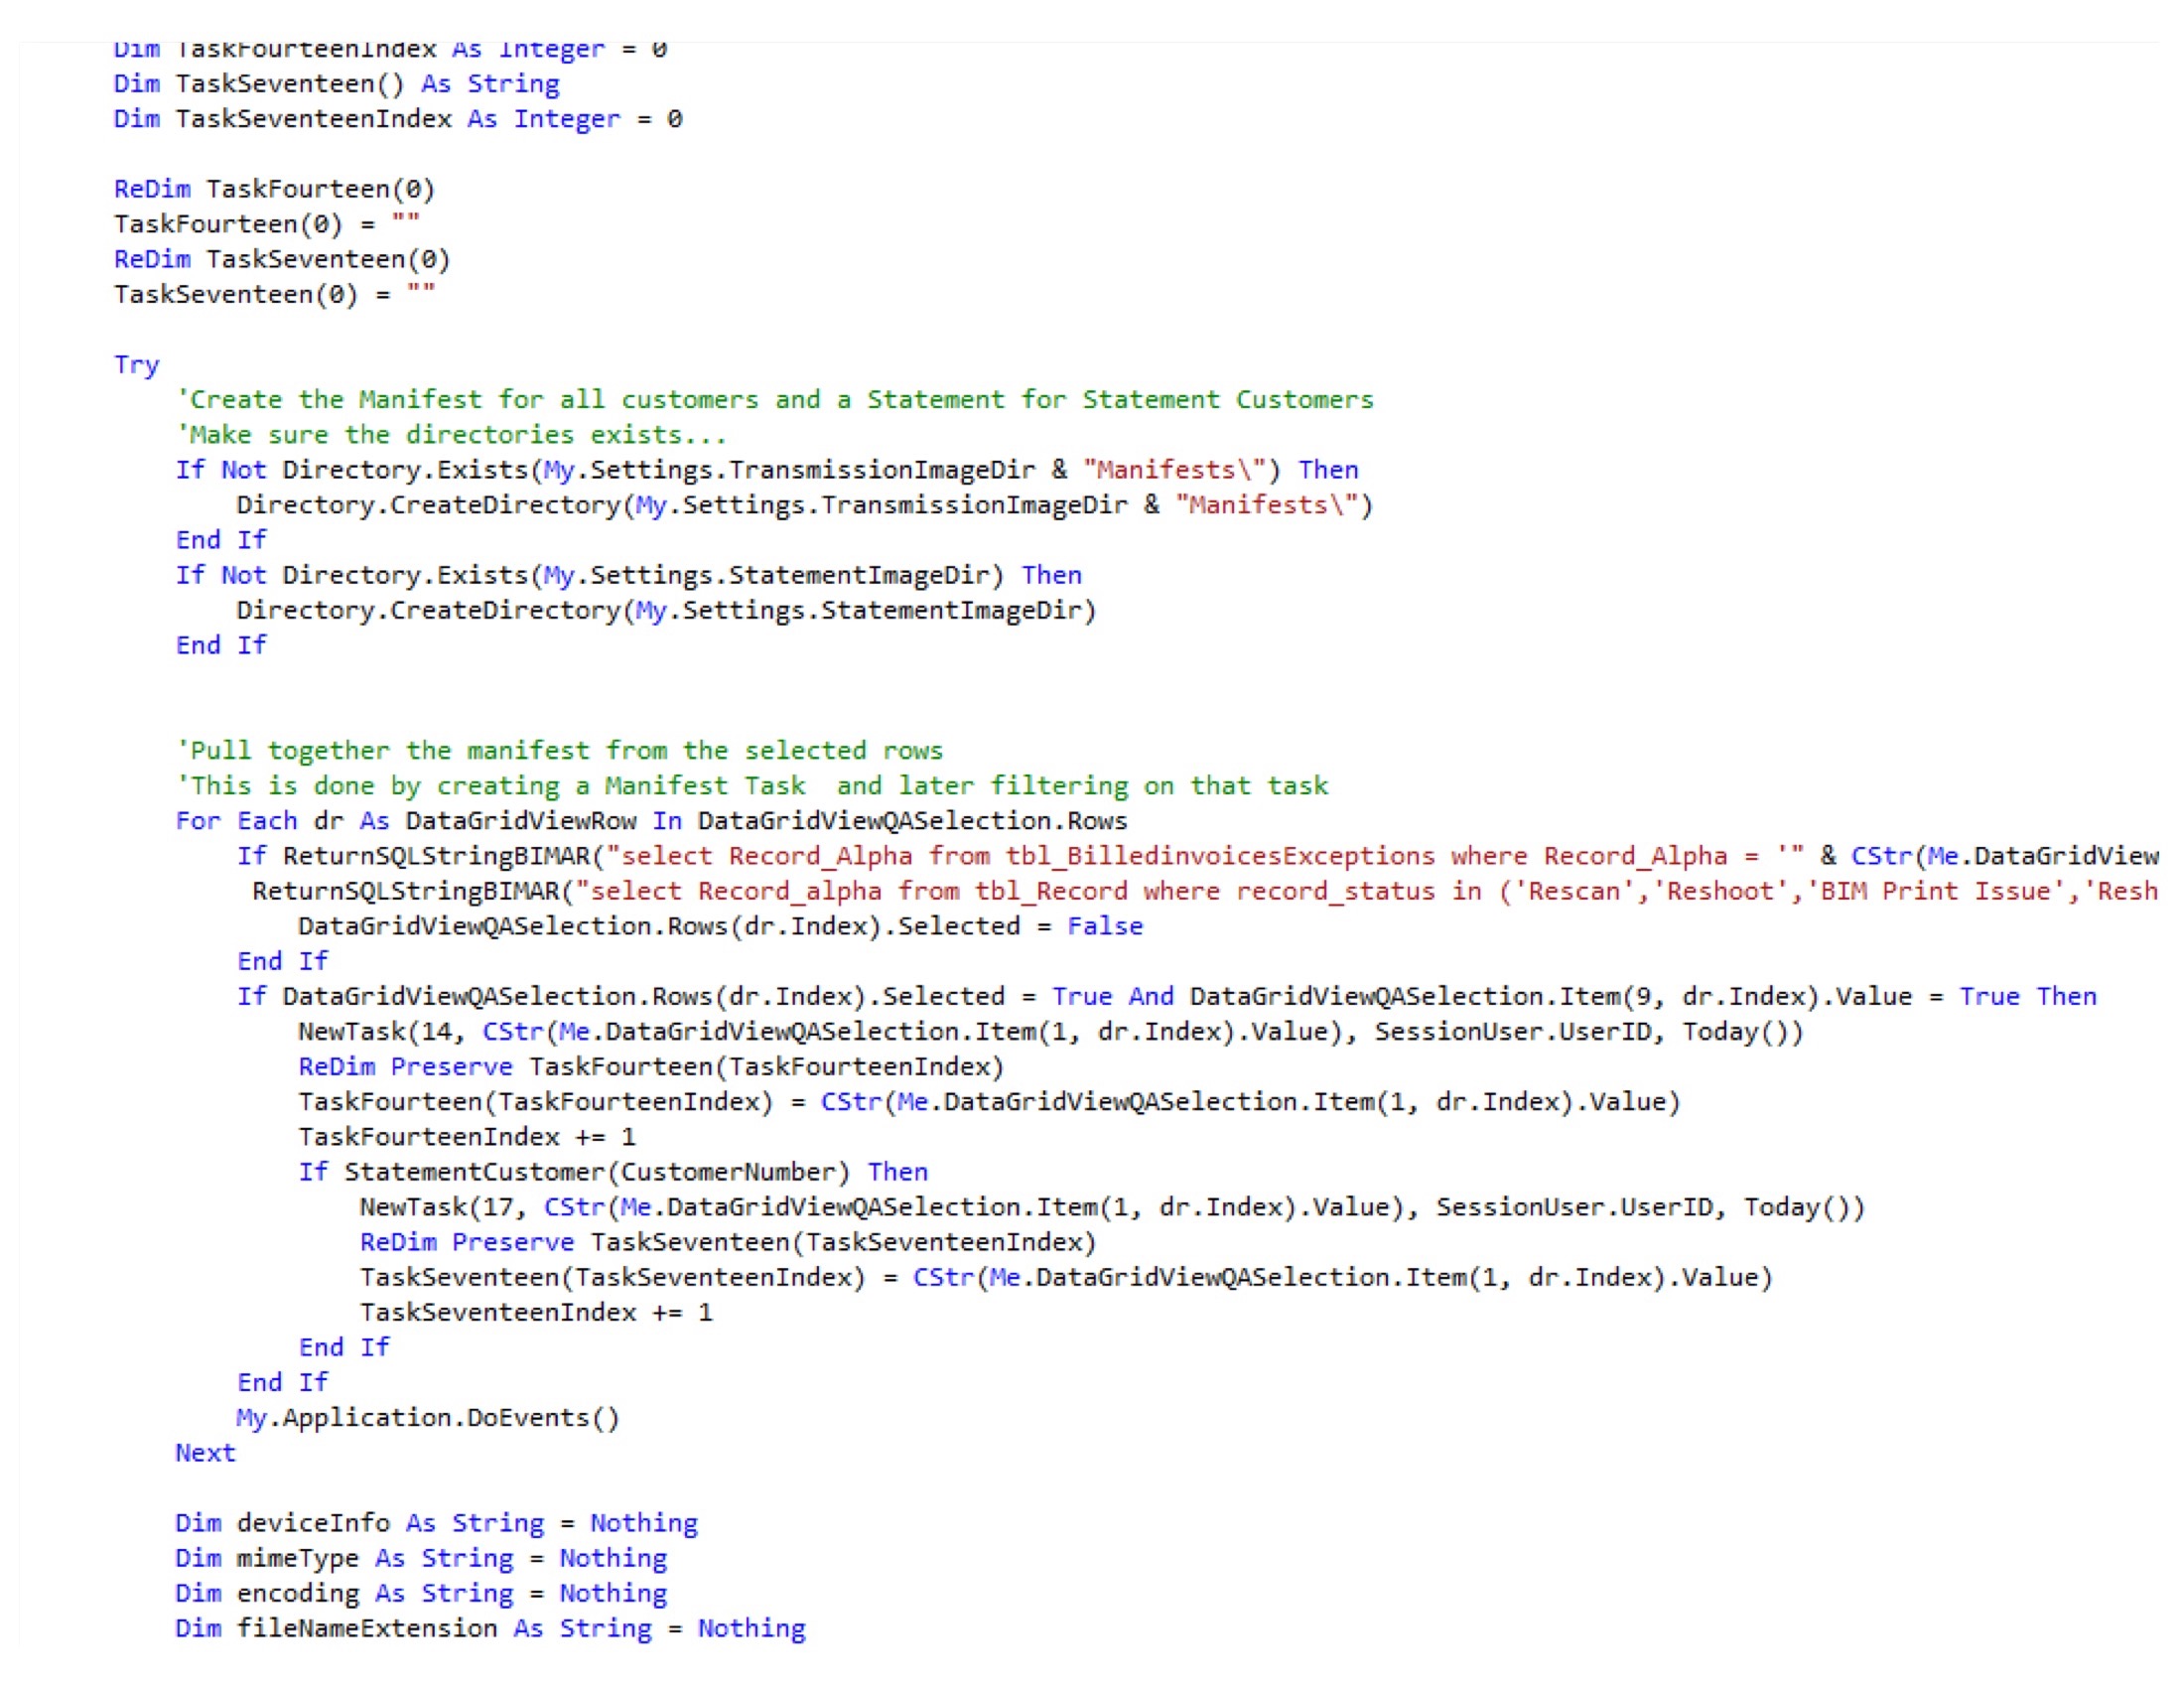 Dim TaskFourteenIndex As Integer = 0
Dim TaskSeventeen() As String
Dim TaskSeventeenIndex As Integer = 0
ReDim TaskFourteen(0)
TaskFourteen(0) = ""
ReDim TaskSeventeen(0)
TaskSeventeen(0) = ""
Try
'Create the Manifest for all customers and a Statement for Statement Customers
'Make sure the directories exists...
If Not Directory.Exists(My.Settings.TransmissionImageDir & "Manifests\") Then
Directory.CreateDirectory(My.Settings.TransmissionImageDir & "Manifests\")
End If
If Not Directory.Exists(My.Settings.StatementImageDir) Then
Directory.CreateDirectory(My.Settings.StatementImageDir)
End If
'Pull together the manifest from the selected rows
'This is done by creating a Manifest Task  and later filtering on that task
For Each dr As DataGridViewRow In DataGridViewQASelection.Rows
If ReturnSQLStringBIMAR("select Record_Alpha from tbl_BilledinvoicesExceptions where Record_Alpha = '" & CStr(Me.DataGridView
ReturnSQLStringBIMAR("select Record_alpha from tbl_Record where record_status in ('Rescan','Reshoot','BIM Print Issue','Resh
DataGridViewQASelection.Rows(dr.Index).Selected = False
End If
If DataGridViewQASelection.Rows(dr.Index).Selected = True And DataGridViewQASelection.Item(9, dr.Index).Value = True Then
NewTask(14, CStr(Me.DataGridViewQASelection.Item(1, dr.Index).Value), SessionUser.UserID, Today())
ReDim Preserve TaskFourteen(TaskFourteenIndex)
TaskFourteen(TaskFourteenIndex) = CStr(Me.DataGridViewQASelection.Item(1, dr.Index).Value)
TaskFourteenIndex += 1
If StatementCustomer(CustomerNumber) Then
NewTask(17, CStr(Me.DataGridViewQASelection.Item(1, dr.Index).Value), SessionUser.UserID, Today())
ReDim Preserve TaskSeventeen(TaskSeventeenIndex)
TaskSeventeen(TaskSeventeenIndex) = CStr(Me.DataGridViewQASelection.Item(1, dr.Index).Value)
TaskSeventeenIndex += 1
End If
End If
My.Application.DoEvents()
Next
Dim deviceInfo As String = Nothing
Dim mimeType As String = Nothing
Dim encoding As String = Nothing
Dim fileNameExtension As String = Nothing